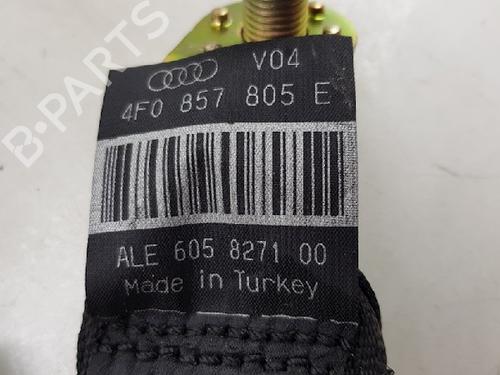 V04
4F0 857 805 E
ALE 605 8271 00
Made in Turkey
B-PARTS